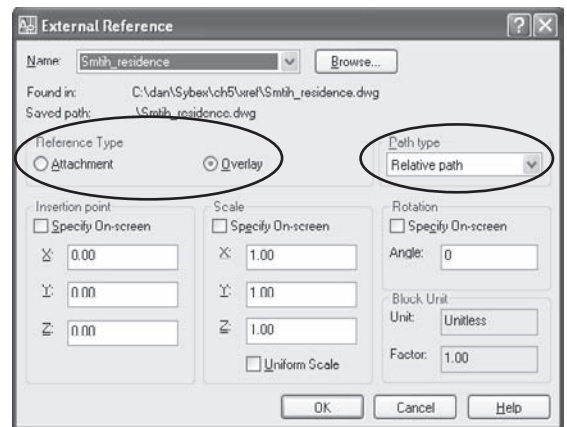 External Reference
Name: Smtih_residence Browse...
Found in: C:\dan\Sybex\ch5\xref\Smtih_residence.dwg
Saved path: .\Smtih_residence.dwg
Reference Type Path type
Attachment Overlay Relative path
Insertion point Scale Rotation
Specify On-screen Specify On-screen Specify On-screen
X: 0.00 X: 1.00 Angle: 0
Y: 0.00 Y: 1.00 Block Unit
Z: 0.00 Z: 1.00 Unit: Unitless
Uniform Scale Factor: 1.00
OK Cancel Help